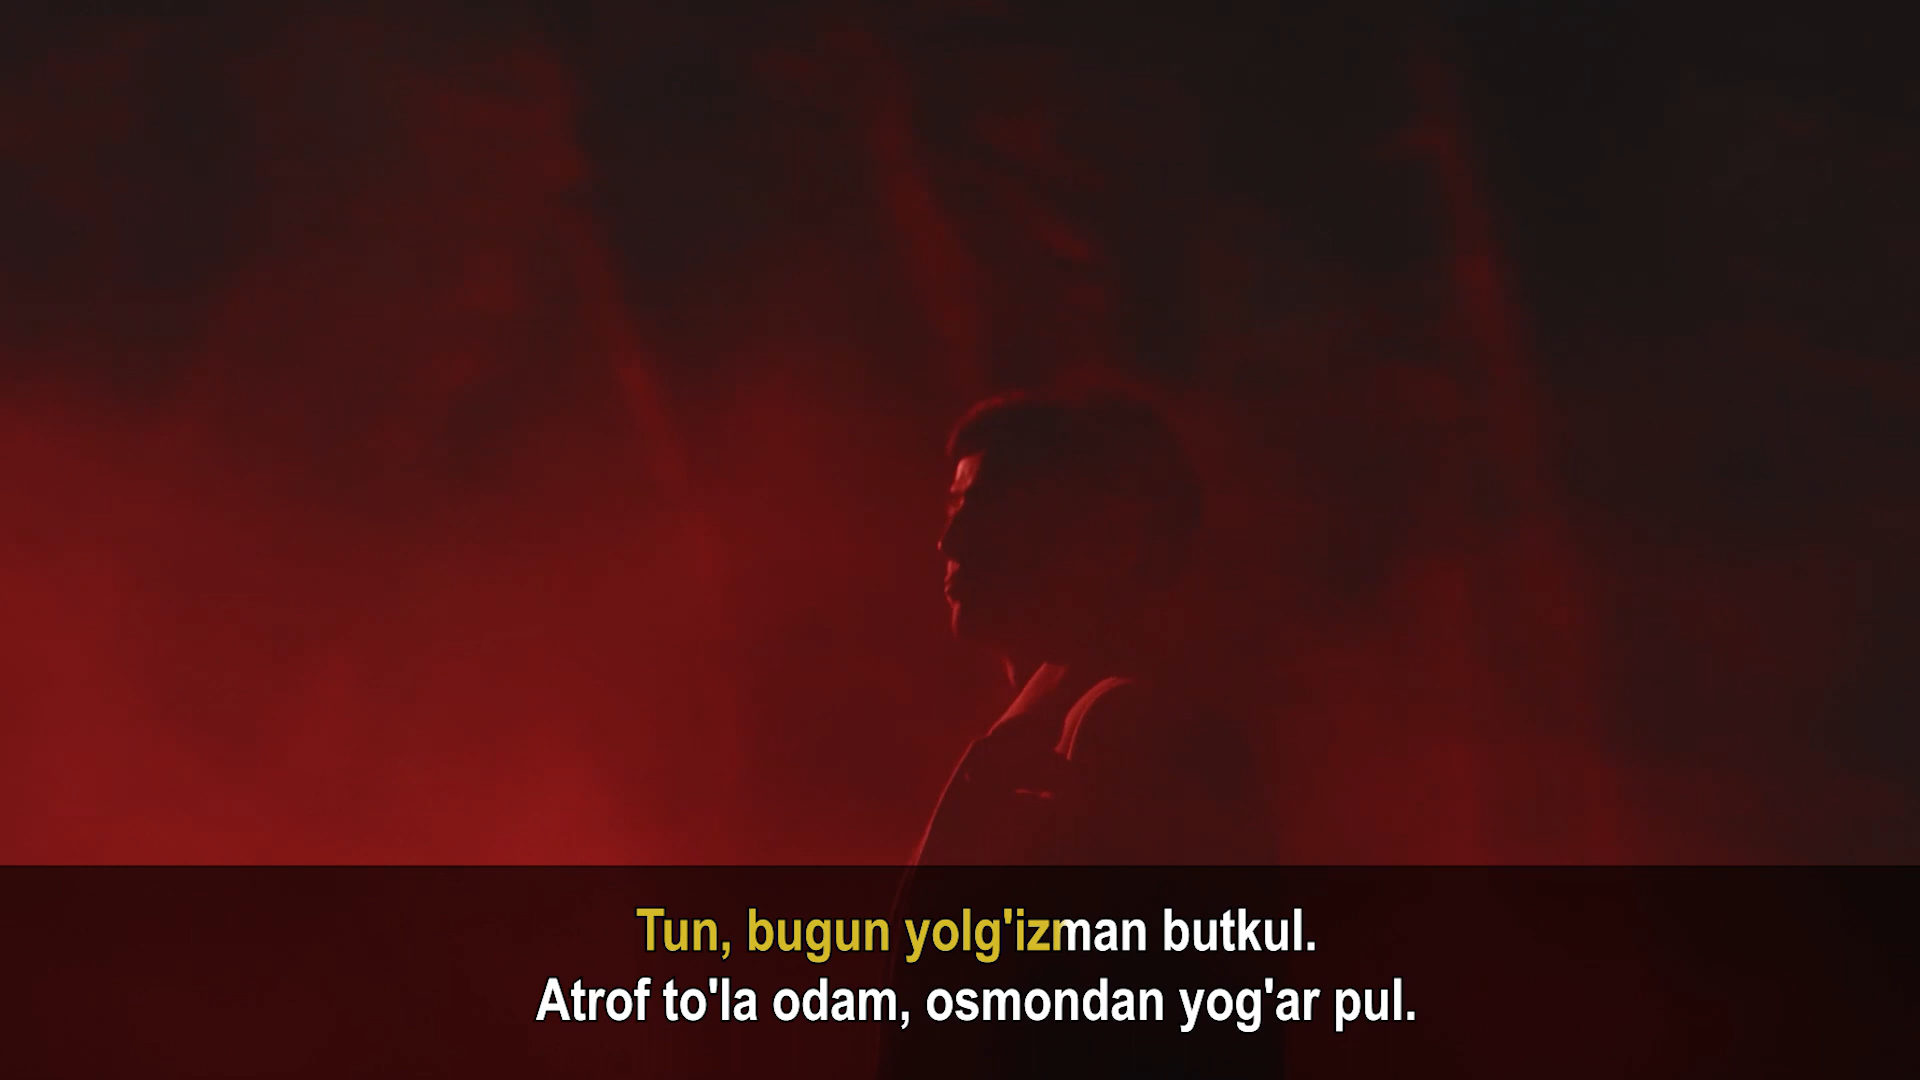 Tun, bugun yolg'izman butkul.
Atrof to'la odam, osmondan yog'ar pul.